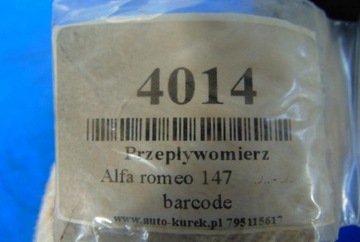 4014
Przepływomierz
Alfa romeo 147
barcode
www.auto-kurek.pl 795115617